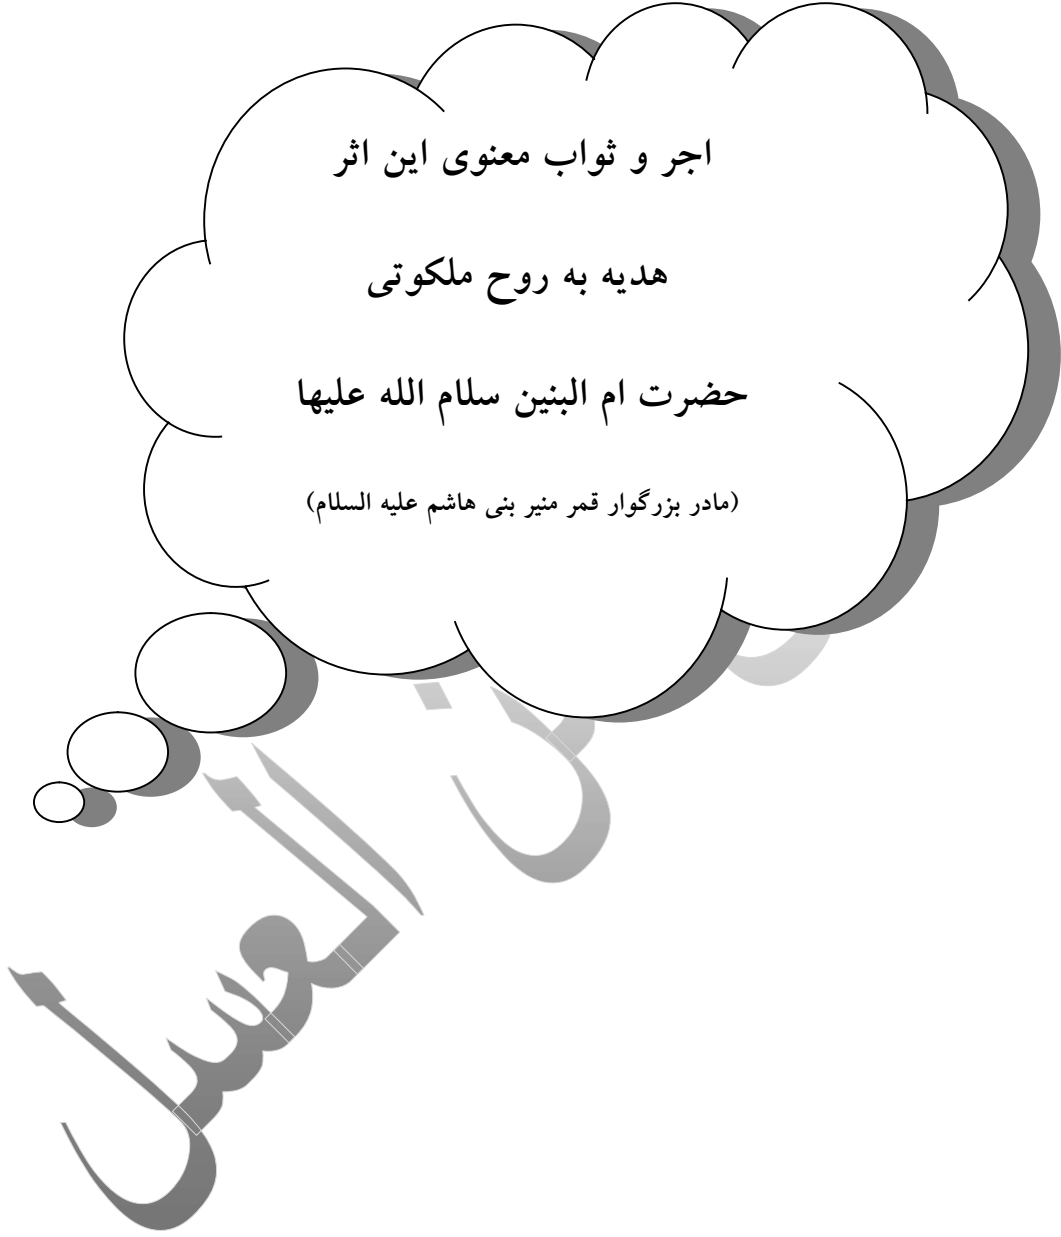 اجر و ثواب معنوی این اثر
هدیه به روح ملکوتی
حضرت ام البنین سلام الله علیها
(مادر بزرگوار قمر منیر بنی هاشم علیه السلام)
العسل